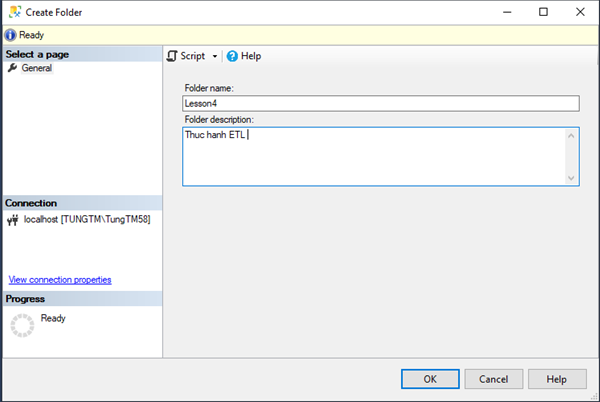 Create Folder
Ready
Select a page
General
Script
Help
Folder name:
Lesson4
Folder description:
Thuc hanh ETL
Connection
localhost [TUNGTM\TungTM58]
View connection properties
Progress
Ready
OK
Cancel
Help